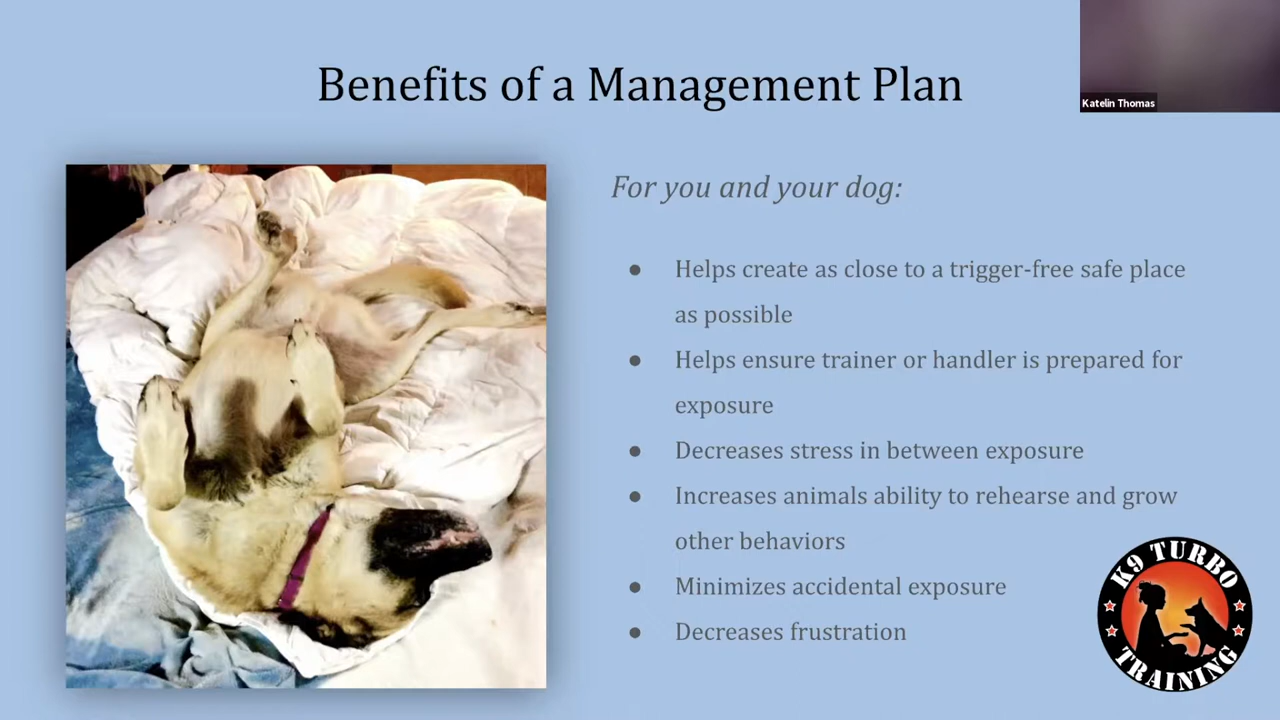 Benefits of a Management Plan
Katelin Thomas
For you and your dog:
● Helps create as close to a trigger-free safe place
as possible
● Helps ensure trainer or handler is prepared for
exposure
● Decreases stress in between exposure
● Increases animals ability to rehearse and grow
other behaviors
● Minimizes accidental exposure
● Decreases frustration
K9 TURBO
TRAINING